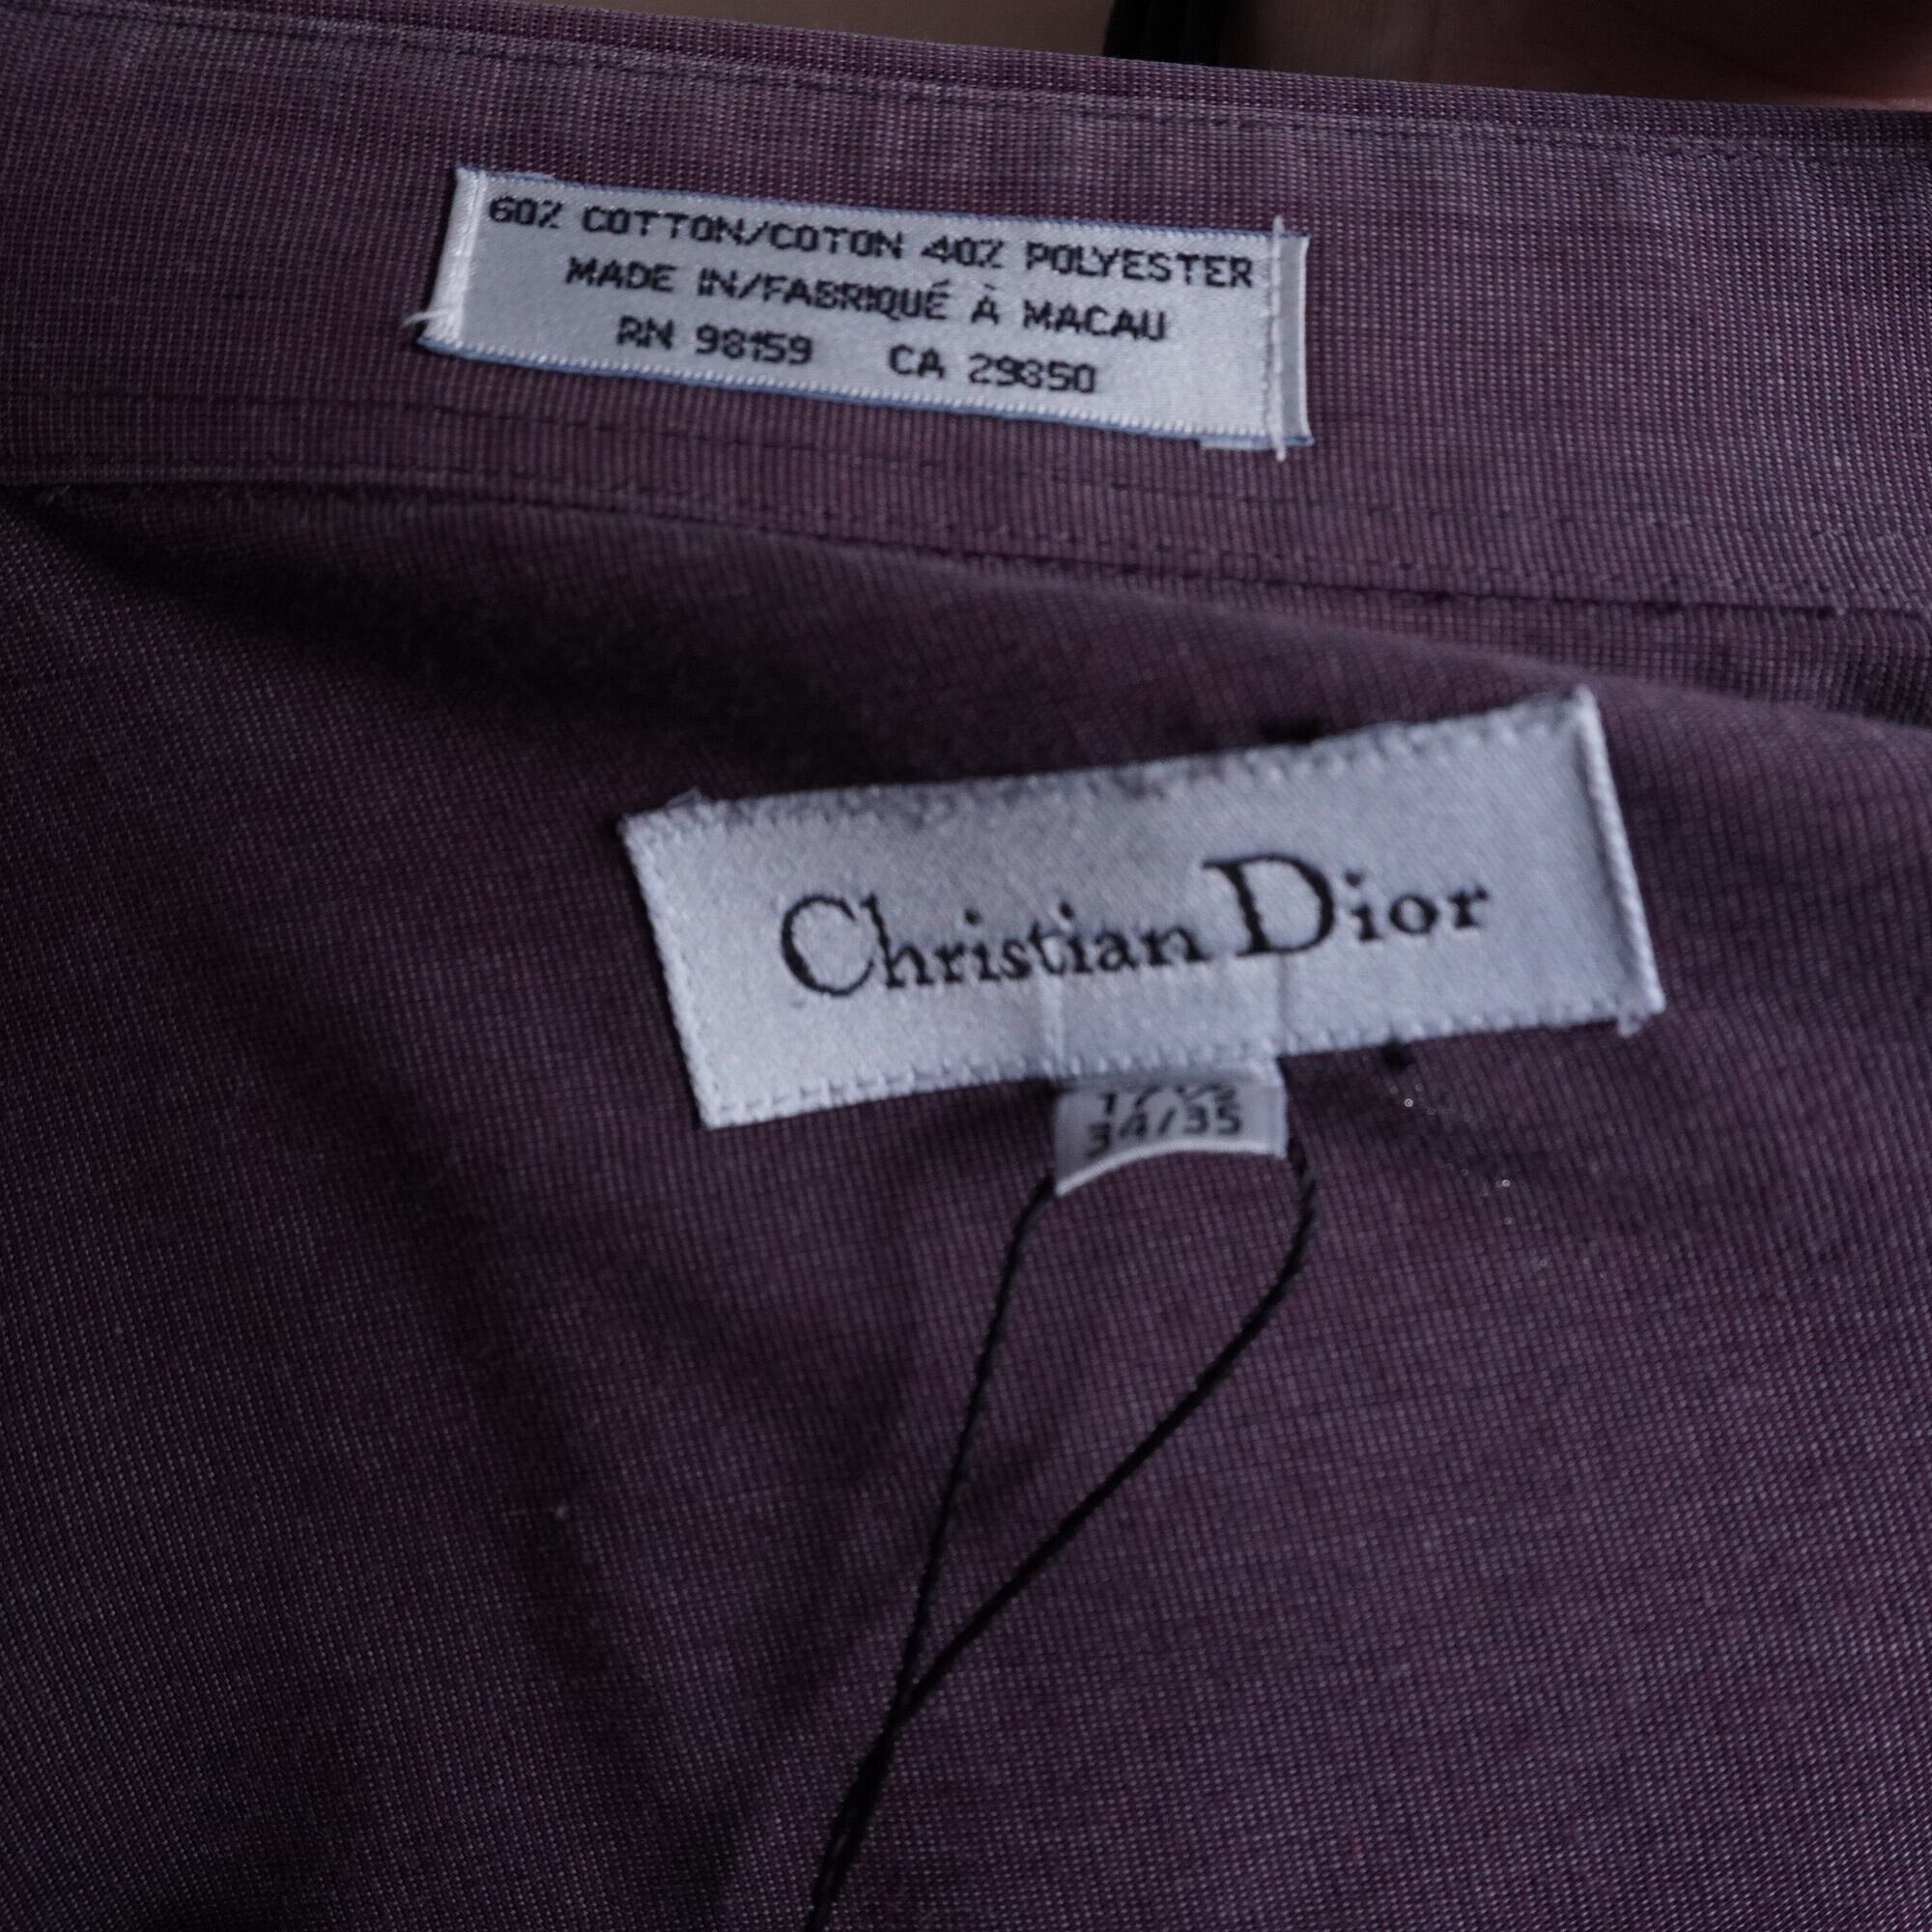 60% COTTON/COTON 40% POLYESTER
MADE IN/FABRIQUÉ À MACAU
RN 98159 CA 29850
Christian Dior
34/35